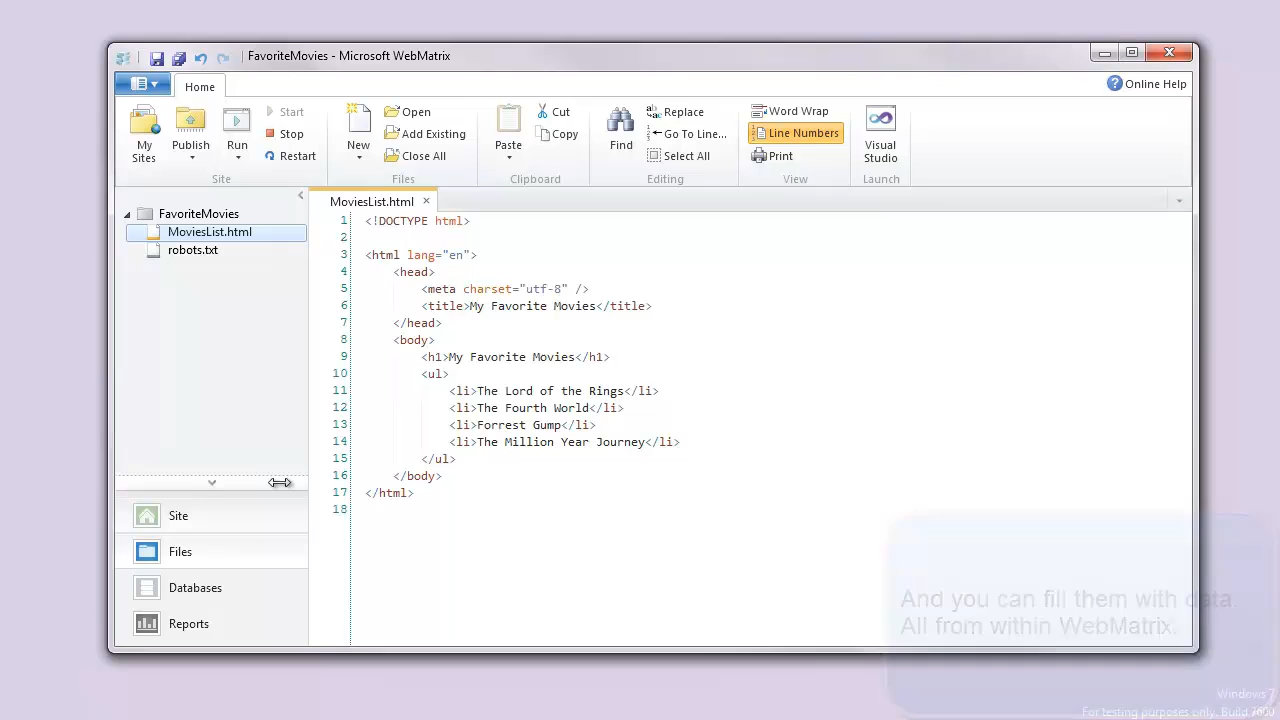 FavoriteMovies - Microsoft WebMatrix
Home
Online Help
My Sites
Publish
Run
Start
Stop
Restart
Site
New
Open
Add Existing
Close All
Files
Paste
Cut
Copy
Clipboard
Find
Replace
Go To Line...
Select All
Editing
Word Wrap
Line Numbers
Print
View
Visual Studio
Launch
FavoriteMovies
MoviesList.html
robots.txt
Site
Files
Databases
Reports
MoviesList.html
1 <!DOCTYPE html>
2
3 <html lang="en">
4 <head>
5 <meta charset="utf-8" />
6 <title>My Favorite Movies</title>
7 </head>
8 <body>
9 <h1>My Favorite Movies</h1>
10 <ul>
11 <li>The Lord of the Rings</li>
12 <li>The Fourth World</li>
13 <li>Forrest Gump</li>
14 <li>The Million Year Journey</li>
15 </ul>
16 </body>
17 </html>
18
And you can fill them with data.
All from within WebMatrix.
Windows 7
For testing purposes only. Build 7600